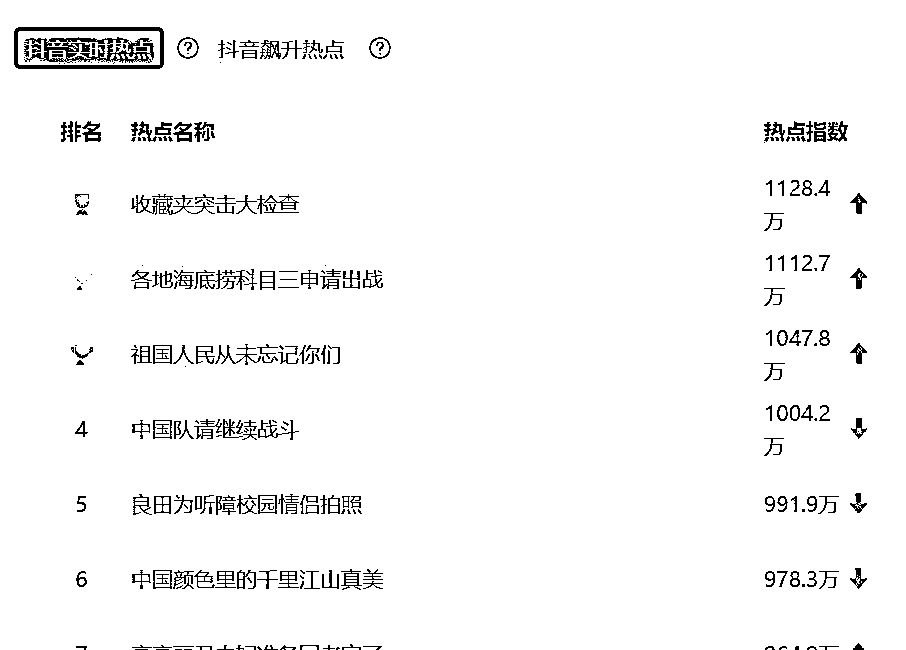 抖音实时热点 ? 抖音飙升热点 ?
排名 热点名称 热点指数
收藏夹突击大检查 1128.4
万
各地海底捞科目三申请出战 1112.7
万
祖国人民从未忘记你们 1047.8
万
4 中国队请继续战斗 1004.2
万
5 良田为听障校园情侣拍照 991.9万
6 中国颜色里的千里江山真美 978.3万